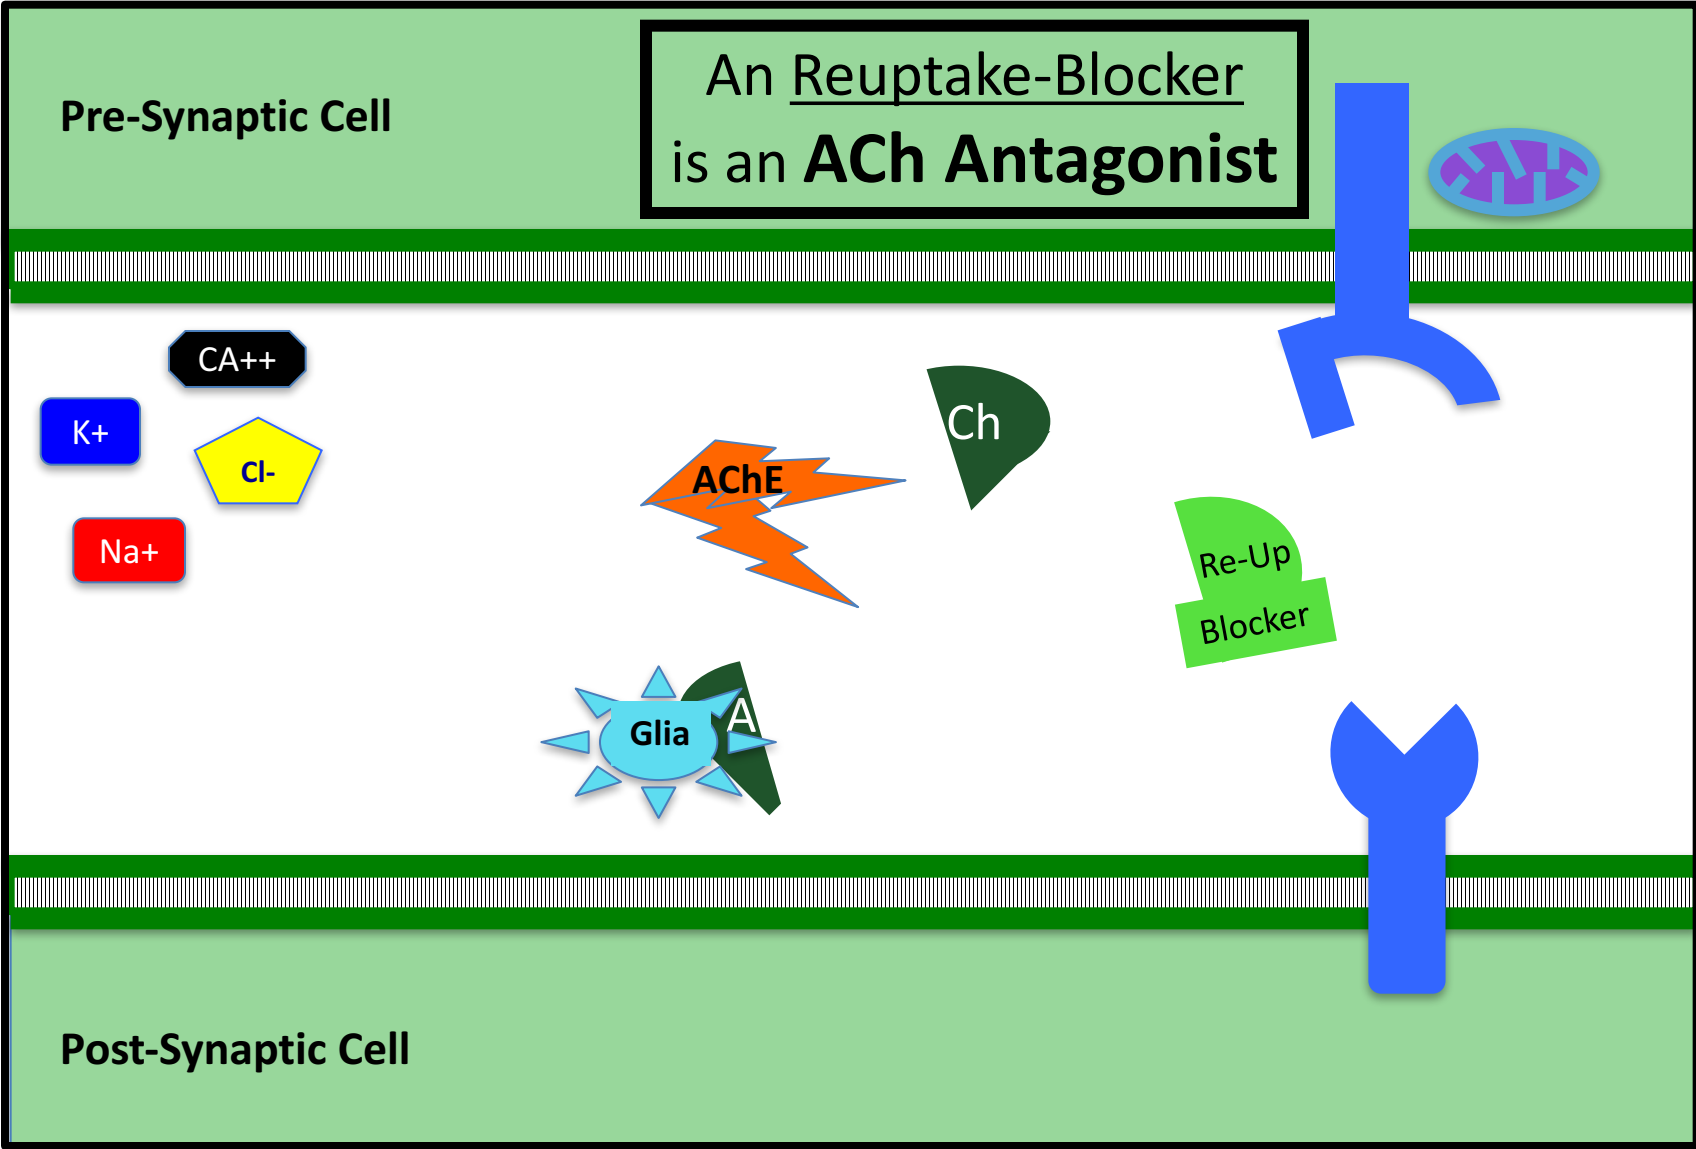 An Reuptake-Blocker
is an ACh Antagonist
Pre-Synaptic Cell
CA++
K+
Cl-
Na+
Ch
AChE
Re-Up
Blocker
A
Glia
Post-Synaptic Cell